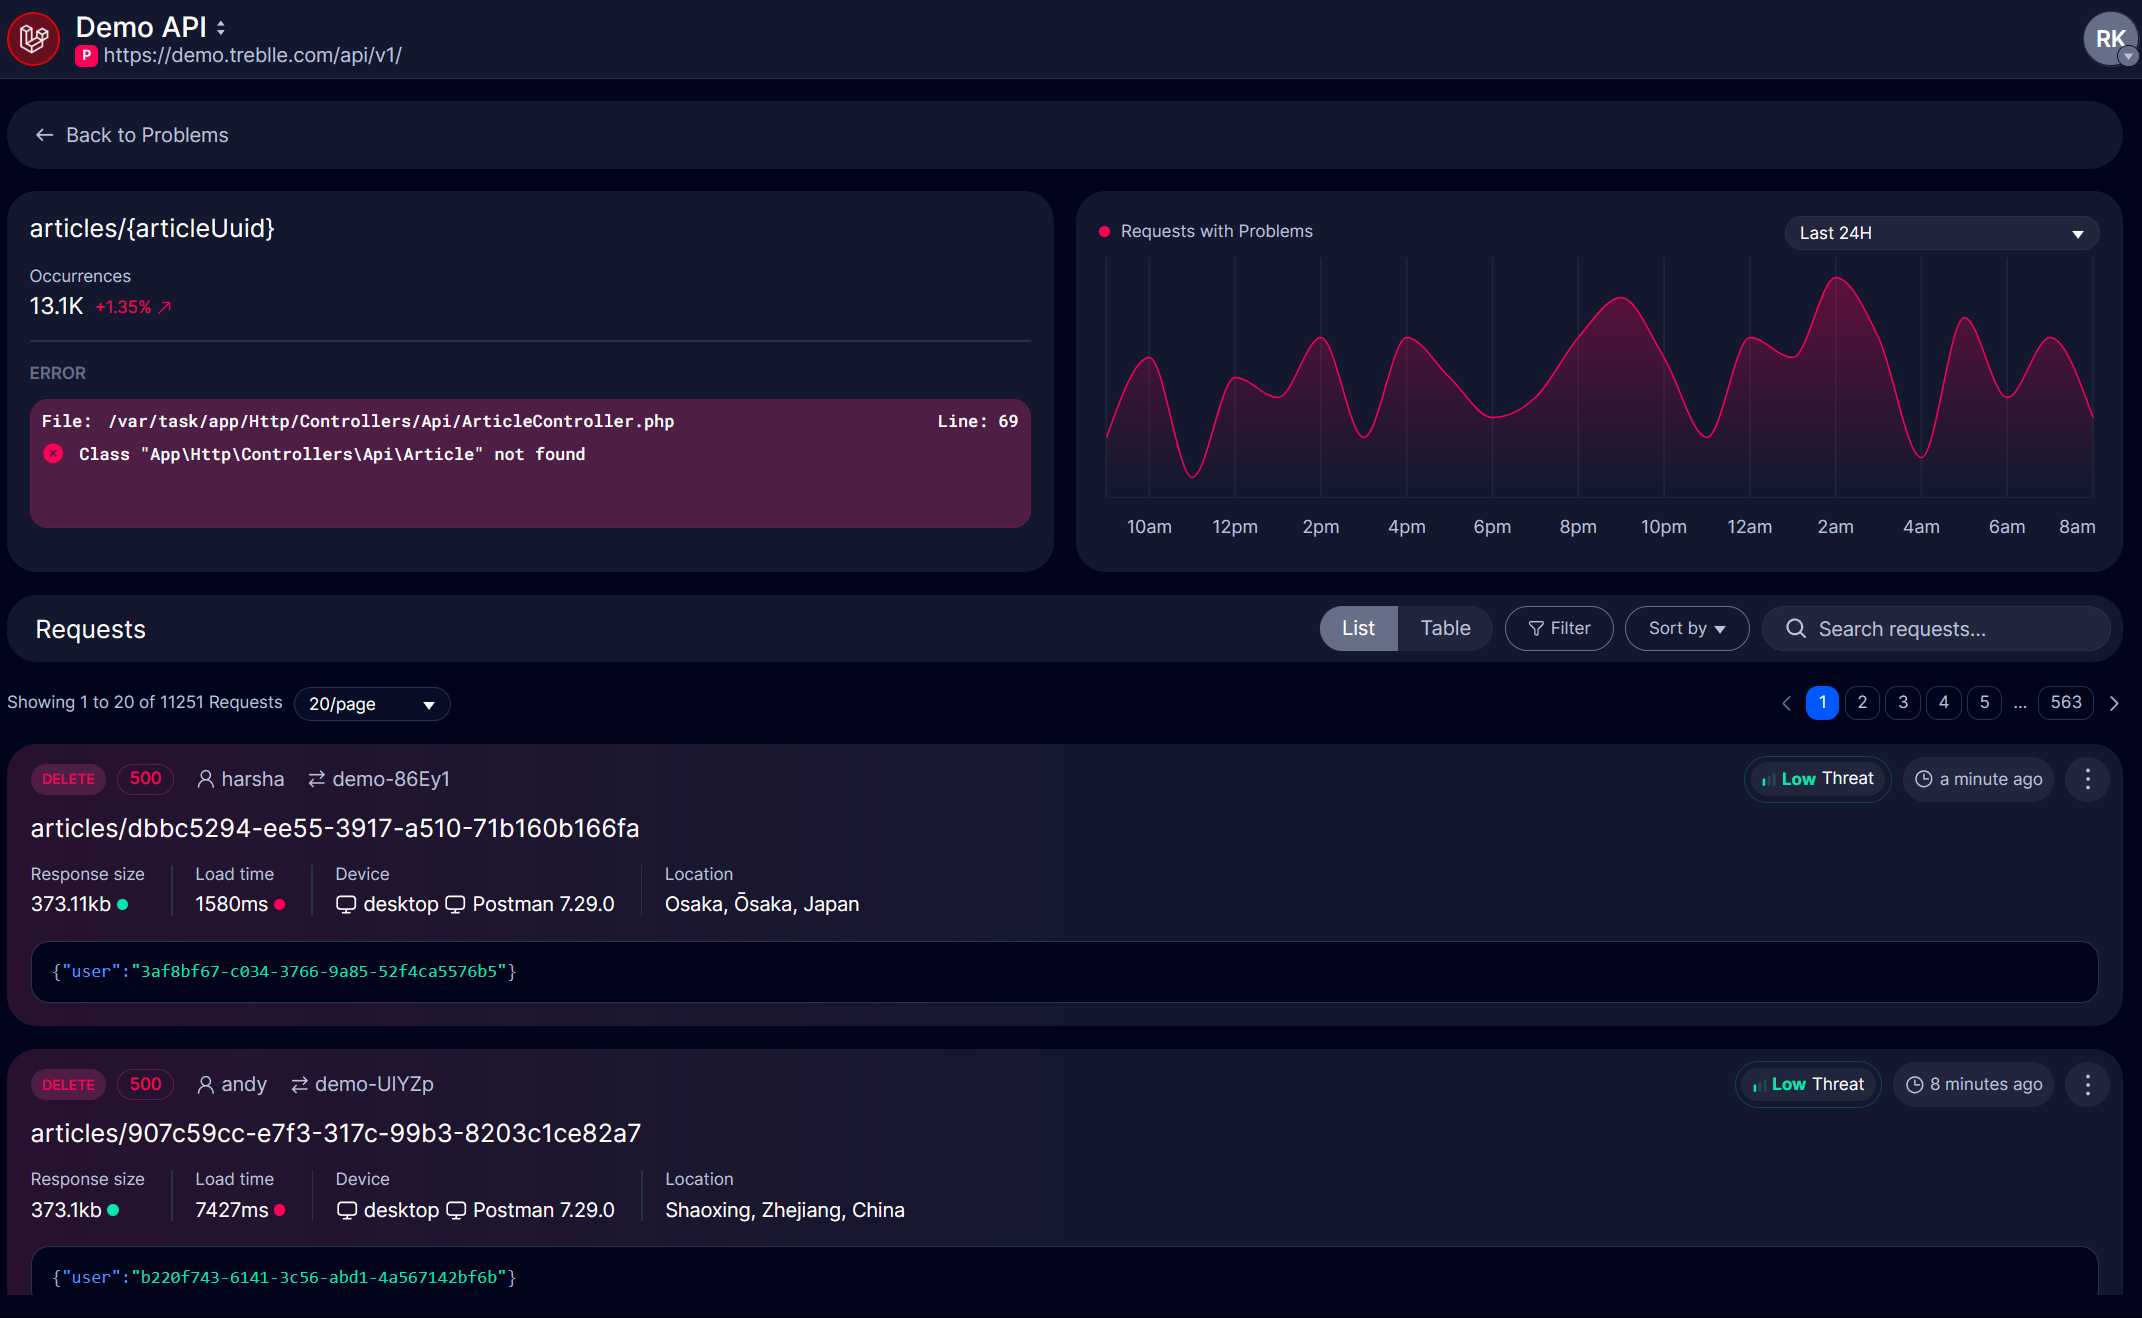 Demo API
P https://demo.treblle.com/api/v1/
RK
Back to Problems
articles/{articleUuid}
Occurrences
13.1K +1.35%
ERROR
File: /var/task/app/Http/Controllers/Api/ArticleController.php Line: 69
Class "App\Http\Controllers\Api\Article" not found
Requests with Problems
Last 24H
10am 12pm 2pm 4pm 6pm 8pm 10pm 12am 2am 4am 6am 8am
Requests
List Table Filter Sort by Search requests...
Showing 1 to 20 of 11251 Requests 20/page
1 2 3 4 5 ... 563
DELETE 500 harsha demo-86Ey1 Low Threat a minute ago
articles/dbbc5294-ee55-3917-a510-71b160b166fa
Response size Load time Device Location
373.11kb 1580ms desktop Postman 7.29.0 Osaka, Ōsaka, Japan
{"user":"3af8bf67-c034-3766-9a85-52f4ca5576b5"}
DELETE 500 andy demo-UlYZp Low Threat 8 minutes ago
articles/907c59cc-e7f3-317c-99b3-8203c1ce82a7
Response size Load time Device Location
373.1kb 7427ms desktop Postman 7.29.0 Shaoxing, Zhejiang, China
{"user":"b220f743-6141-3c56-abd1-4a567142bf6b"}